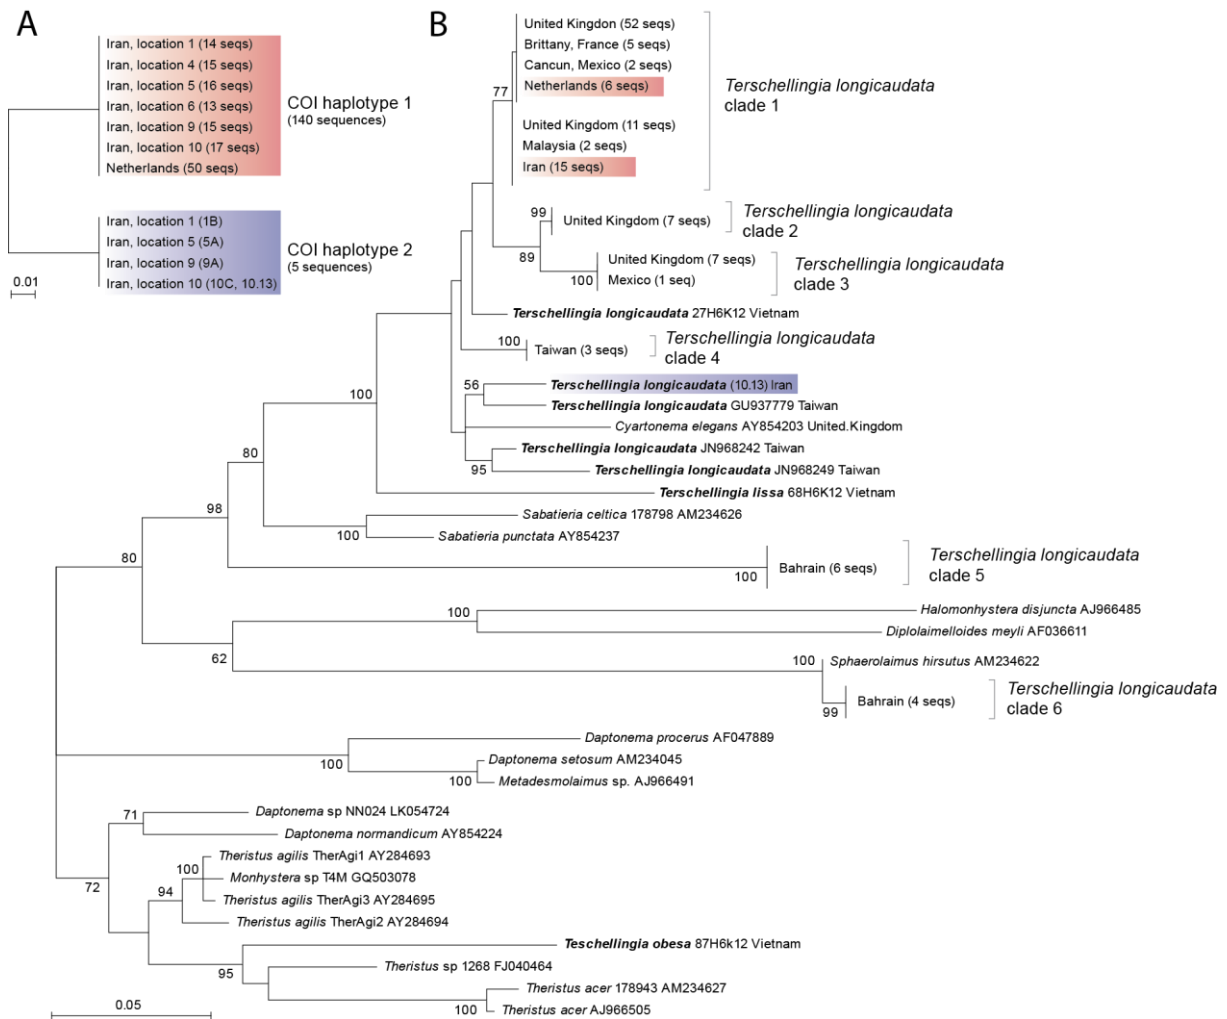 A
Iran, location 1 (14 seqs)
Iran, location 4 (15 seqs)
Iran, location 5 (16 seqs)
Iran, location 6 (13 seqs)
Iran, location 9 (15 seqs)
Iran, location 10 (17 seqs)
Netherlands (50 seqs)
COI haplotype 1
(140 sequences)
Iran, location 1 (1B)
Iran, location 5 (5A)
Iran, location 9 (9A)
Iran, location 10 (10C, 10.13)
COI haplotype 2
(5 sequences)
0.01
B
United Kingdon (52 seqs)
Brittany, France (5 seqs)
Cancun, Mexico (2 seqs)
Netherlands (6 seqs)
77
United Kingdom (11 seqs)
Malaysia (2 seqs)
Iran (15 seqs)
Terschellingia longicaudata
clade 1
99
United Kingdom (7 seqs)
Terschellingia longicaudata
clade 2
89
100
United Kingdom (7 seqs)
Mexico (1 seq)
Terschellingia longicaudata
clade 3
Terschellingia longicaudata 27H6K12 Vietnam
100
Taiwan (3 seqs)
Terschellingia longicaudata
clade 4
56
Terschellingia longicaudata (10.13) Iran
100
Terschellingia longicaudata GU937779 Taiwan
Cyartonema elegans AY854203 United.Kingdom
Terschellingia longicaudata JN968242 Taiwan
95
Terschellingia longicaudata JN968249 Taiwan
80
Terschellingia lissa 68H6K12 Vietnam
98
Sabatieria celtica 178798 AM234626
100
Sabatieria punctata AY854237
80
100
Bahrain (6 seqs)
Terschellingia longicaudata
clade 5
100
Halomonhystera disjuncta AJ966485
Diplolaimelloides meyli AF036611
62
100
Sphaerolaimus hirsutus AM234622
99
Bahrain (4 seqs)
Terschellingia longicaudata
clade 6
Daptonema procerus AF047889
100
Daptonema setosum AM234045
100
Metadesmolaimus sp. AJ966491
71
Daptonema sp NN024 LK054724
Daptonema normandicum AY854224
72
Theristus agilis TherAgi1 AY284693
100
Monhystera sp T4M GQ503078
94
Theristus agilis TherAgi3 AY284695
Theristus agilis TherAgi2 AY284694
Teschellingia obesa 87H6k12 Vietnam
95
Theristus sp 1268 FJ040464
Theristus acer 178943 AM234627
100
Theristus acer AJ966505
0.05